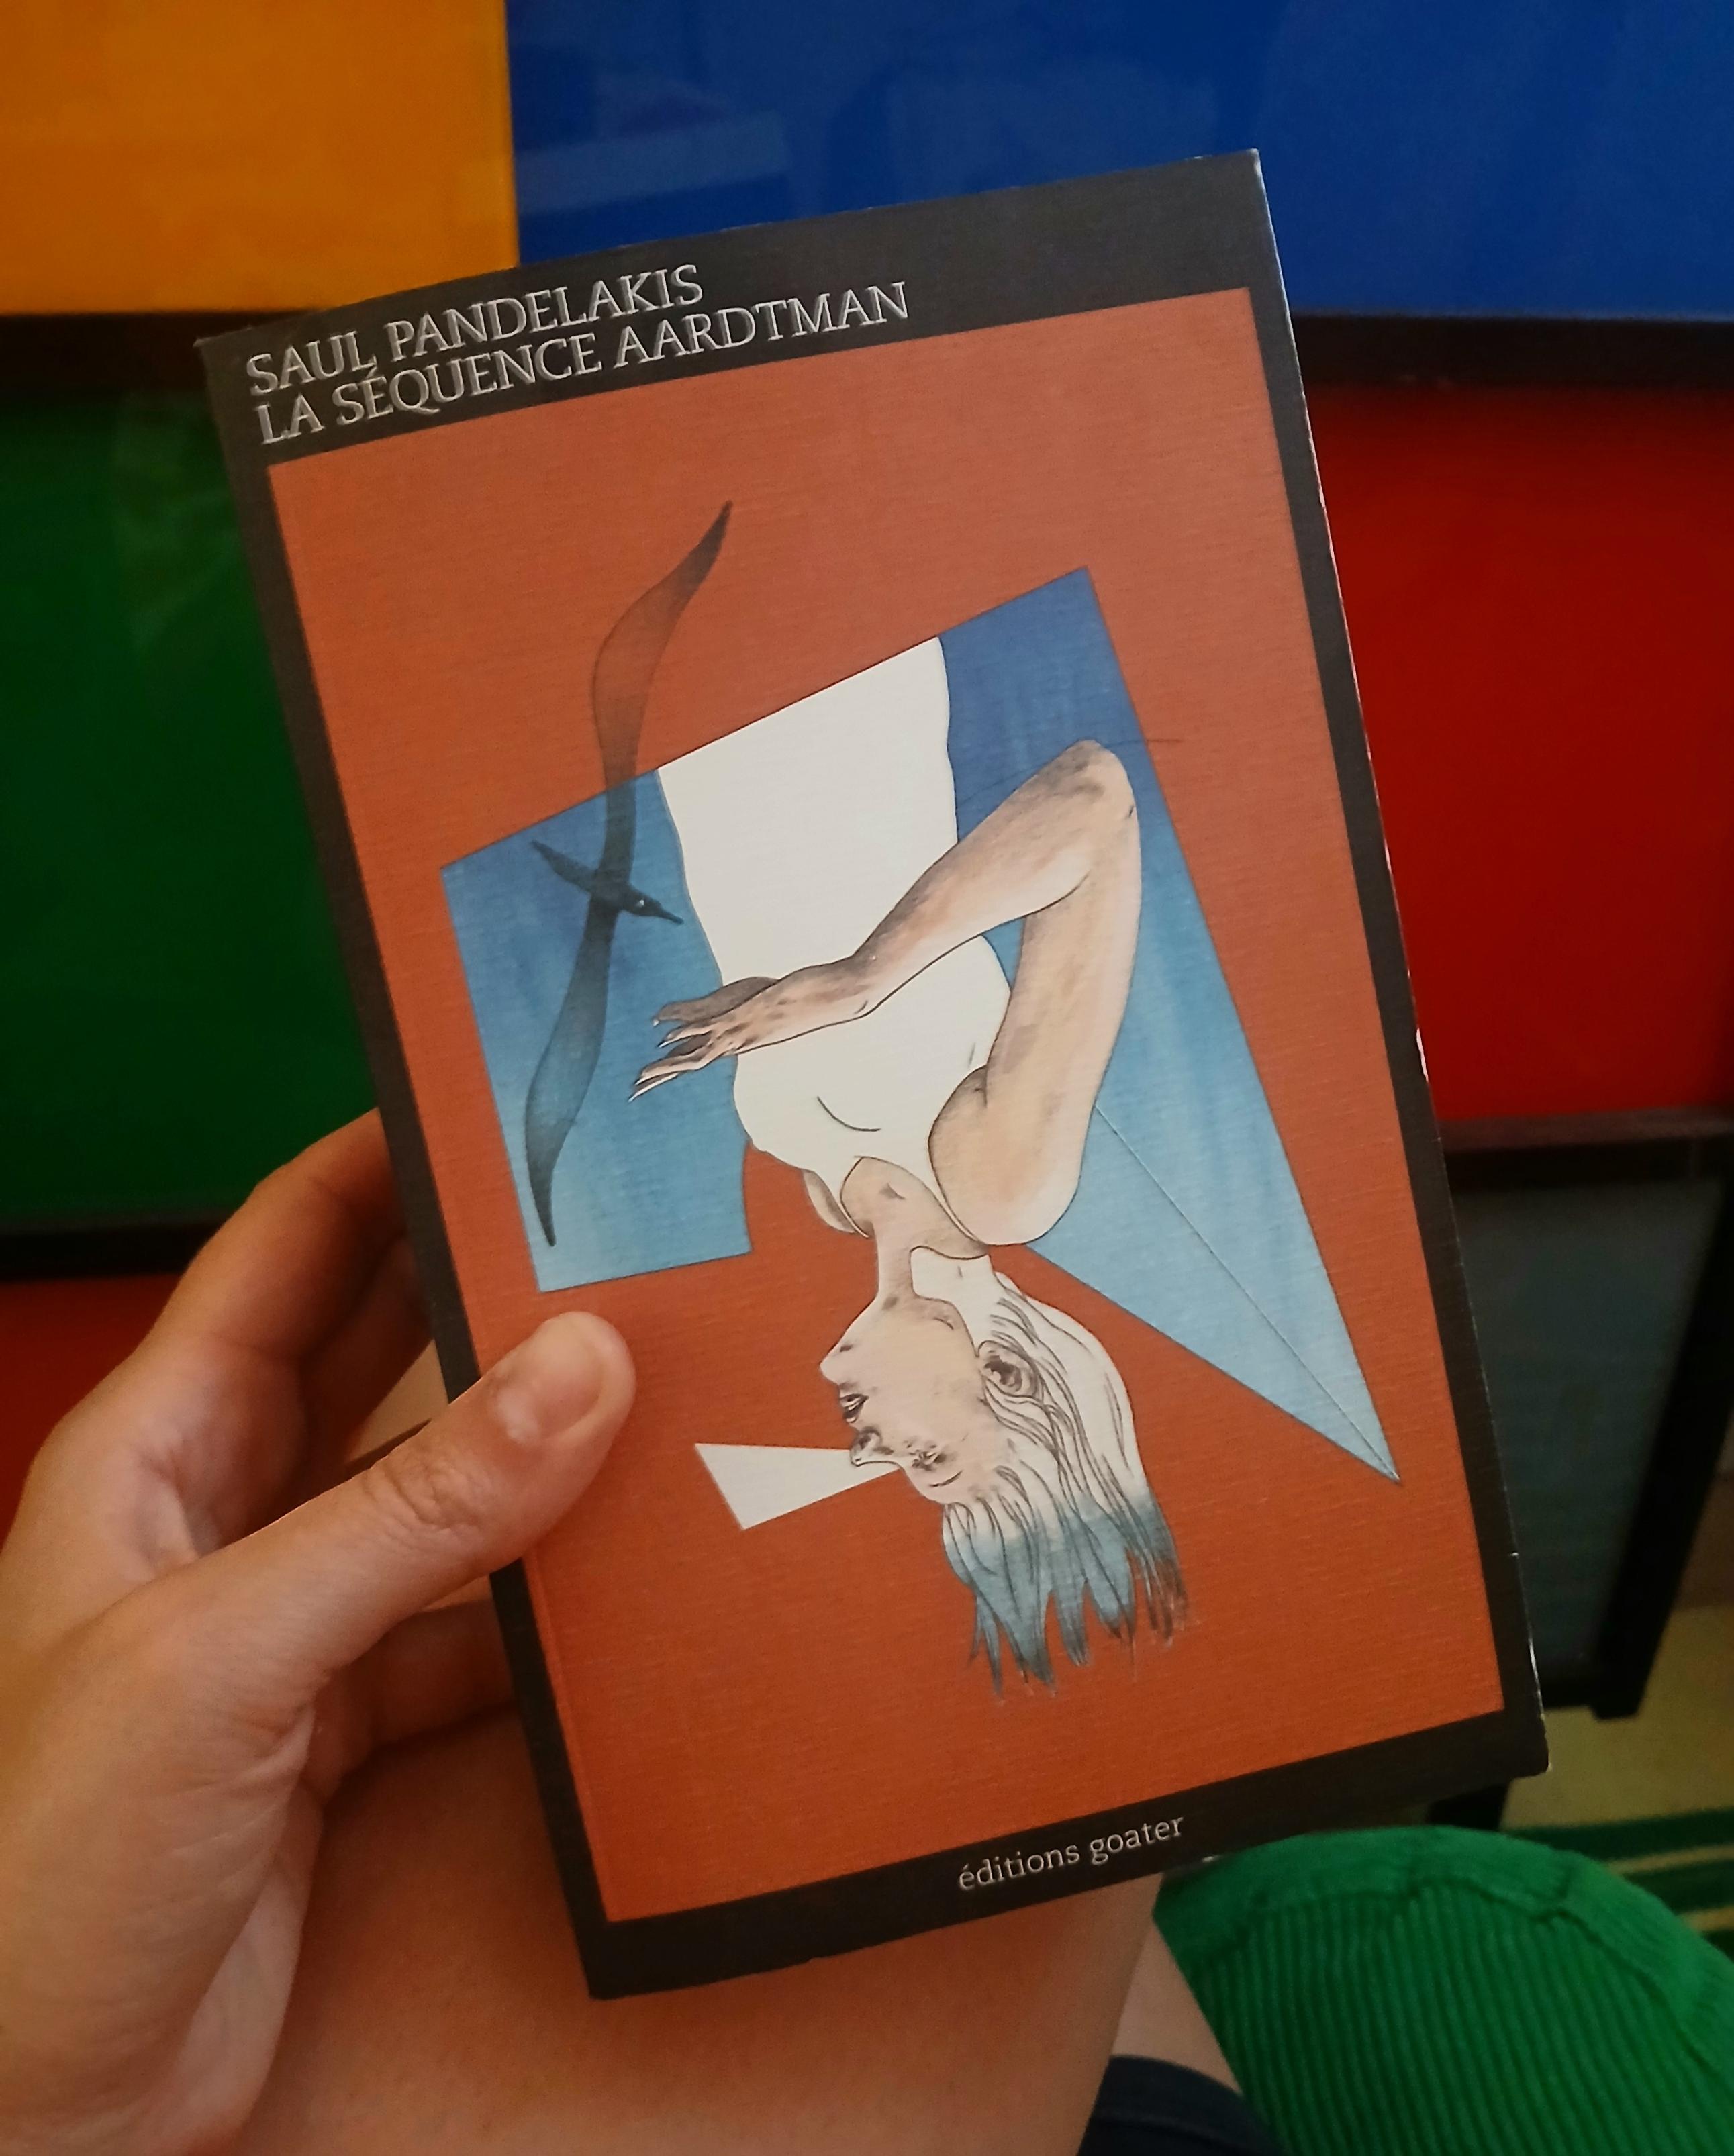 SAUL PANDELAKIS
LA SÉQUENCE AARDTMAN
éditions goater